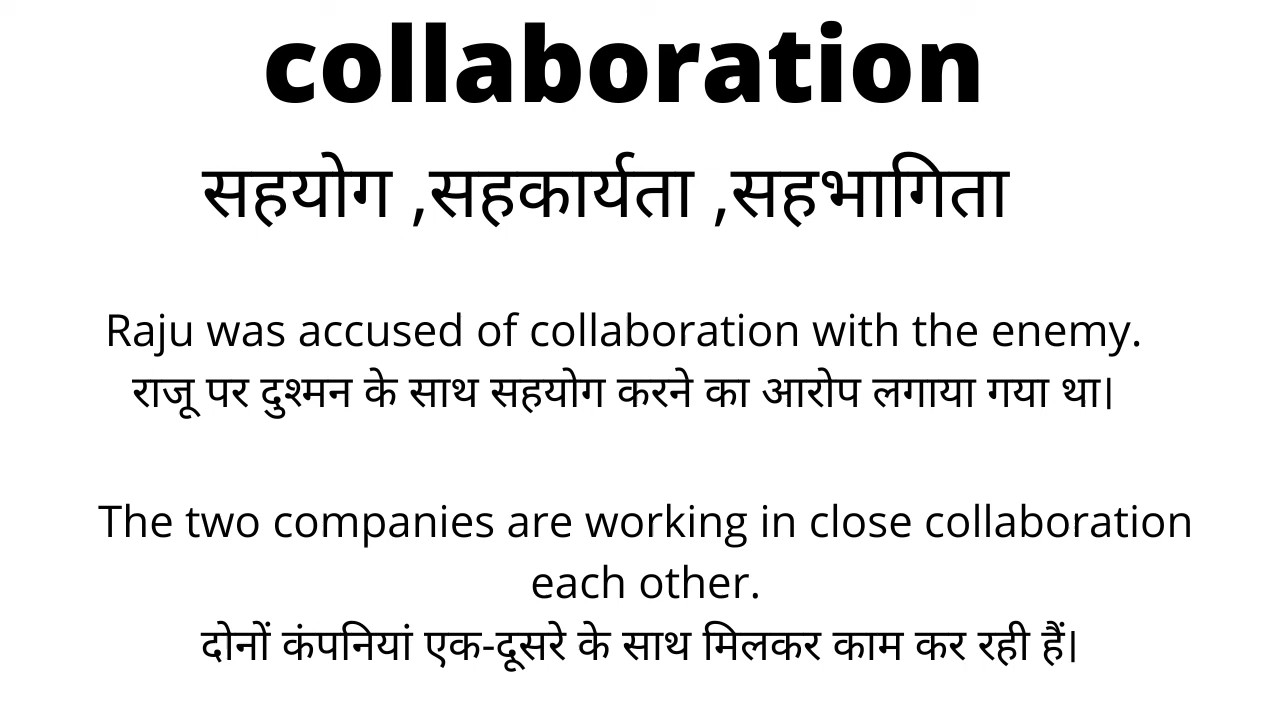 collaboration
सहयोग ,सहकार्यता ,सहभागिता
Raju was accused of collaboration with the enemy.
राजू पर दुश्मन के साथ सहयोग करने का आरोप लगाया गया था।
The two companies are working in close collaboration
each other.
दोनों कंपनियां एक-दूसरे के साथ मिलकर काम कर रही हैं।